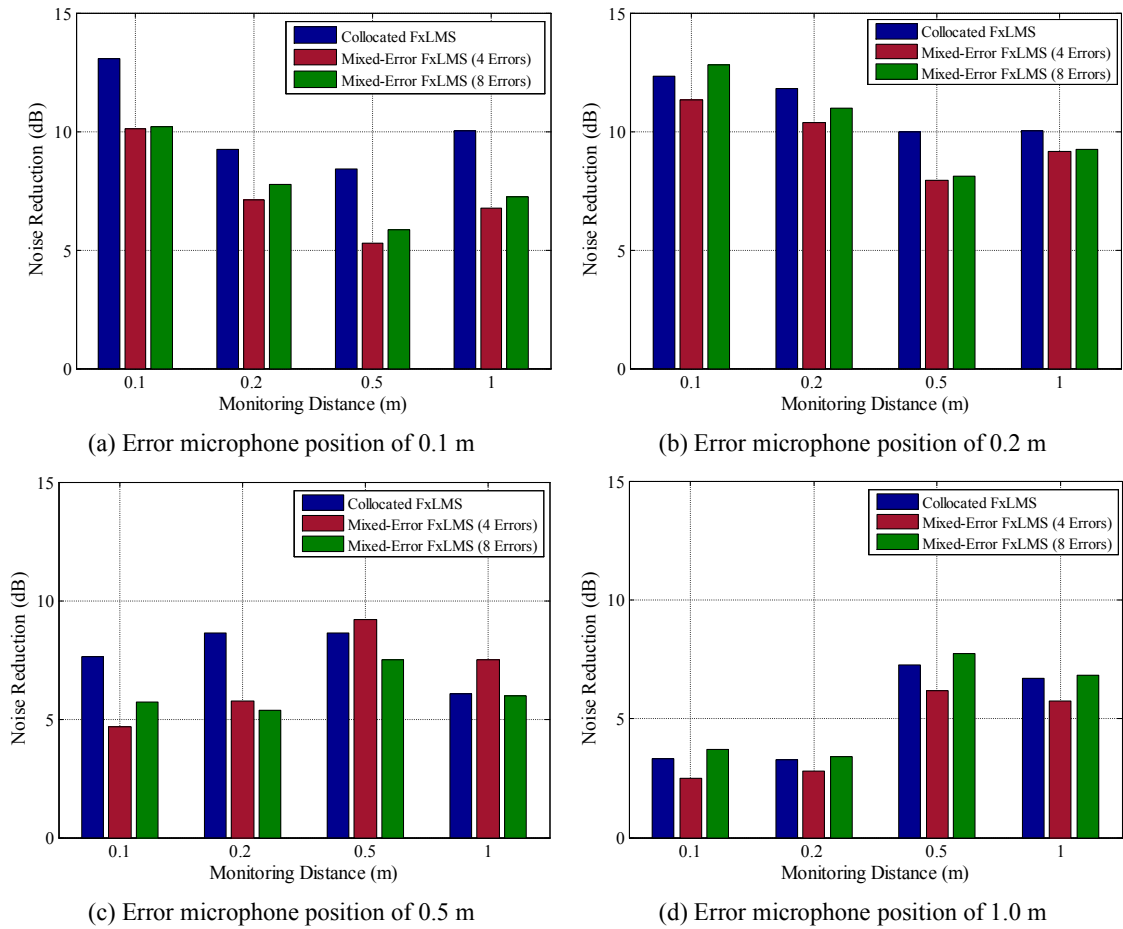 15
10
5
0
Noise Reduction (dB)
Collocated FxLMS
Mixed-Error FxLMS (4 Errors)
Mixed-Error FxLMS (8 Errors)
0.1 0.2 0.5 1
Monitoring Distance (m)
(a) Error microphone position of 0.1 m
15
10
5
0
Noise Reduction (dB)
Collocated FxLMS
Mixed-Error FxLMS (4 Errors)
Mixed-Error FxLMS (8 Errors)
0.1 0.2 0.5 1
Monitoring Distance (m)
(b) Error microphone position of 0.2 m
15
10
5
0
Noise Reduction (dB)
Collocated FxLMS
Mixed-Error FxLMS (4 Errors)
Mixed-Error FxLMS (8 Errors)
0.1 0.2 0.5 1
Monitoring Distance (m)
(c) Error microphone position of 0.5 m
15
10
5
0
Noise Reduction (dB)
Collocated FxLMS
Mixed-Error FxLMS (4 Errors)
Mixed-Error FxLMS (8 Errors)
0.1 0.2 0.5 1
Monitoring Distance (m)
(d) Error microphone position of 1.0 m